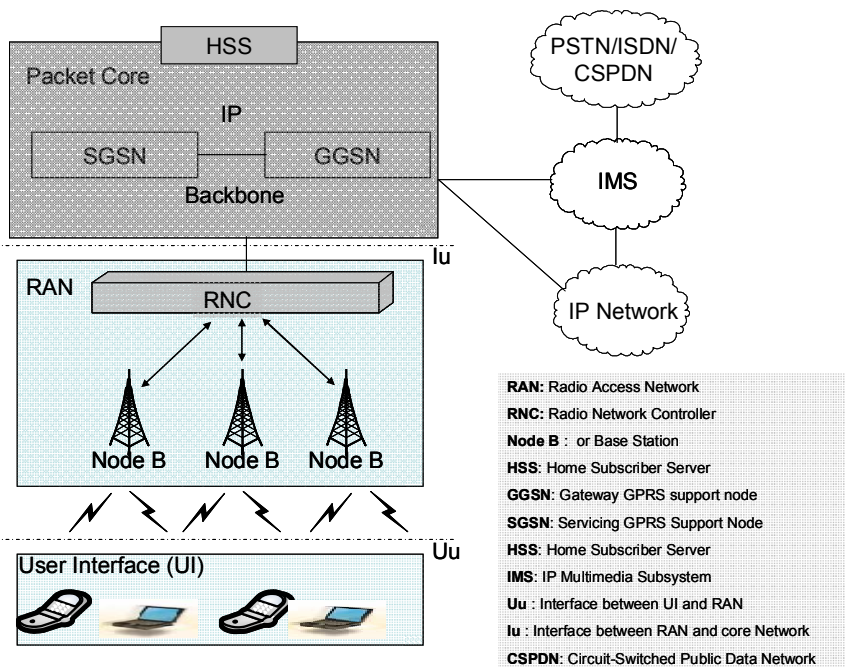 HSS
Packet Core
IP
SGSN
GGSN
Backbone
PSTN/ISDN/
CSPDN
IMS
IP Network
Iu
RAN
RNC
Node B
Node B
Node B
Uu
User Interface (UI)
RAN: Radio Access Network
RNC: Radio Network Controller
Node B : or Base Station
HSS: Home Subscriber Server
GGSN: Gateway GPRS support node
SGSN: Servicing GPRS Support Node
HSS: Home Subscriber Server
IMS: IP Multimedia Subsystem
Uu : Interface between UI and RAN
Iu : Interface between RAN and core Network
CSPDN: Circuit-Switched Public Data Network